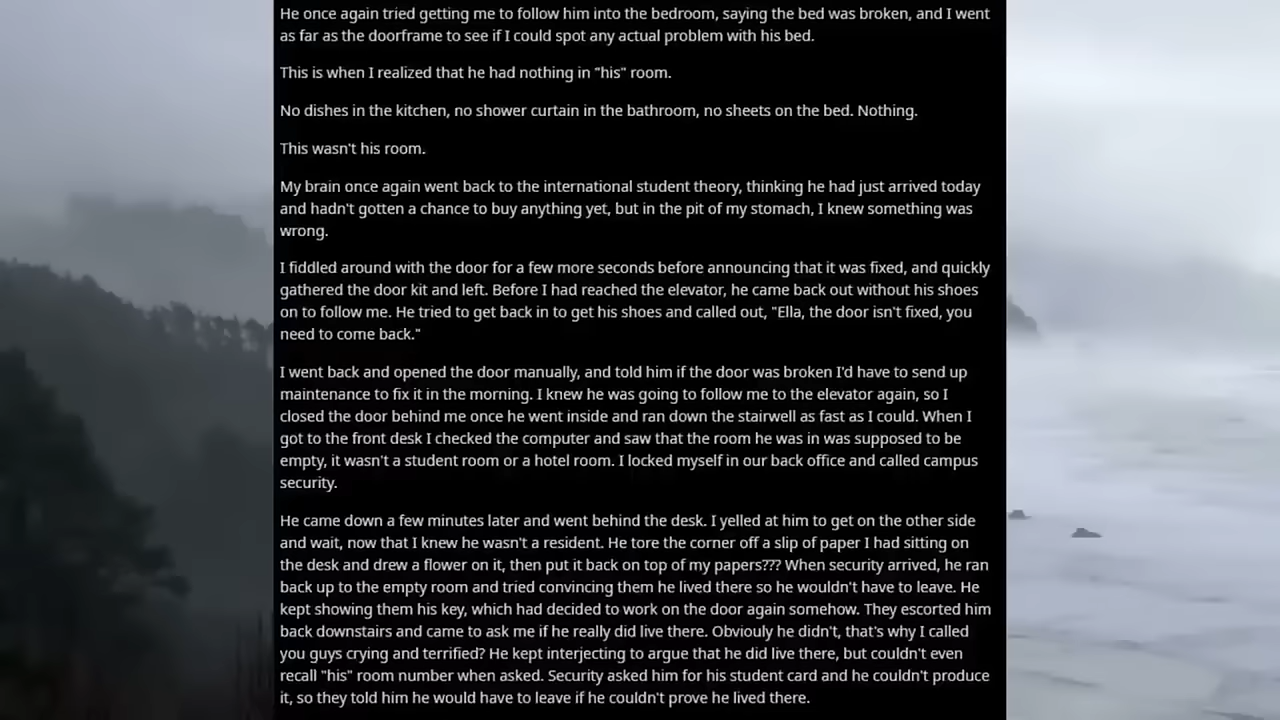 He once again tried getting me to follow him into the bedroom, saying the bed was broken, and I went
as far as the doorframe to see if I could spot any actual problem with his bed.
This is when I realized that he had nothing in "his" room.
No dishes in the kitchen, no shower curtain in the bathroom, no sheets on the bed. Nothing.
This wasn't his room.
My brain once again went back to the international student theory, thinking he had just arrived today
and hadn't gotten a chance to buy anything yet, but in the pit of my stomach, I knew something was
wrong.
I fiddled around with the door for a few more seconds before announcing that it was fixed, and quickly
gathered the door kit and left. Before I had reached the elevator, he came back out without his shoes
on to follow me. He tried to get back in to get his shoes and called out, "Ella, the door isn't fixed, you
need to come back."
I went back and opened the door manually, and told him if the door was broken I'd have to send up
maintenance to fix it in the morning. I knew he was going to follow me to the elevator again, so I
closed the door behind me once he went inside and ran down the stairwell as fast as I could. When I
got to the front desk I checked the computer and saw that the room he was in was supposed to be
empty, it wasn't a student room or a hotel room. I locked myself in our back office and called campus
security.
He came down a few minutes later and went behind the desk. I yelled at him to get on the other side
and wait, now that I knew he wasn't a resident. He tore the corner off a slip of paper I had sitting on
the desk and drew a flower on it, then put it back on top of my papers??? When security arrived, he ran
back up to the empty room and tried convincing them he lived there so he wouldn't have to leave. He
kept showing them his key, which had decided to work on the door again somehow. They escorted him
back downstairs and came to ask me if he really did live there. Obviouly he didn't, that's why I called
you guys crying and terrified? He kept interjecting to argue that he did live there, but couldn't even
recall "his" room number when asked. Security asked him for his student card and he couldn't produce
it, so they told him he would have to leave if he couldn't prove he lived there.